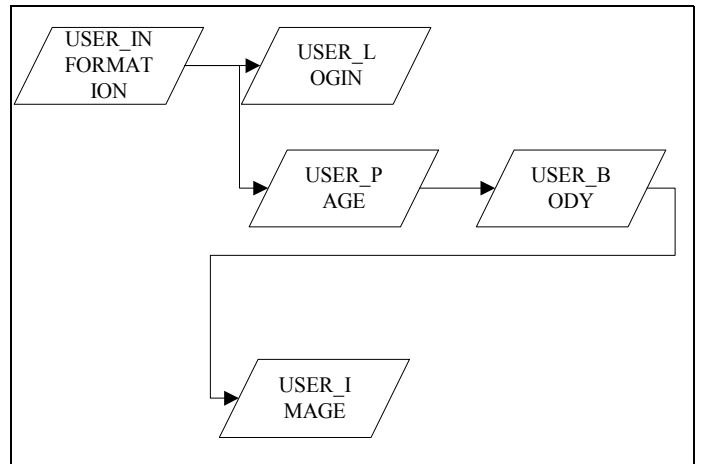 USER_IN
FORMAT
ION
USER_L
OGIN
USER_P
AGE
USER_B
ODY
USER_I
MAGE